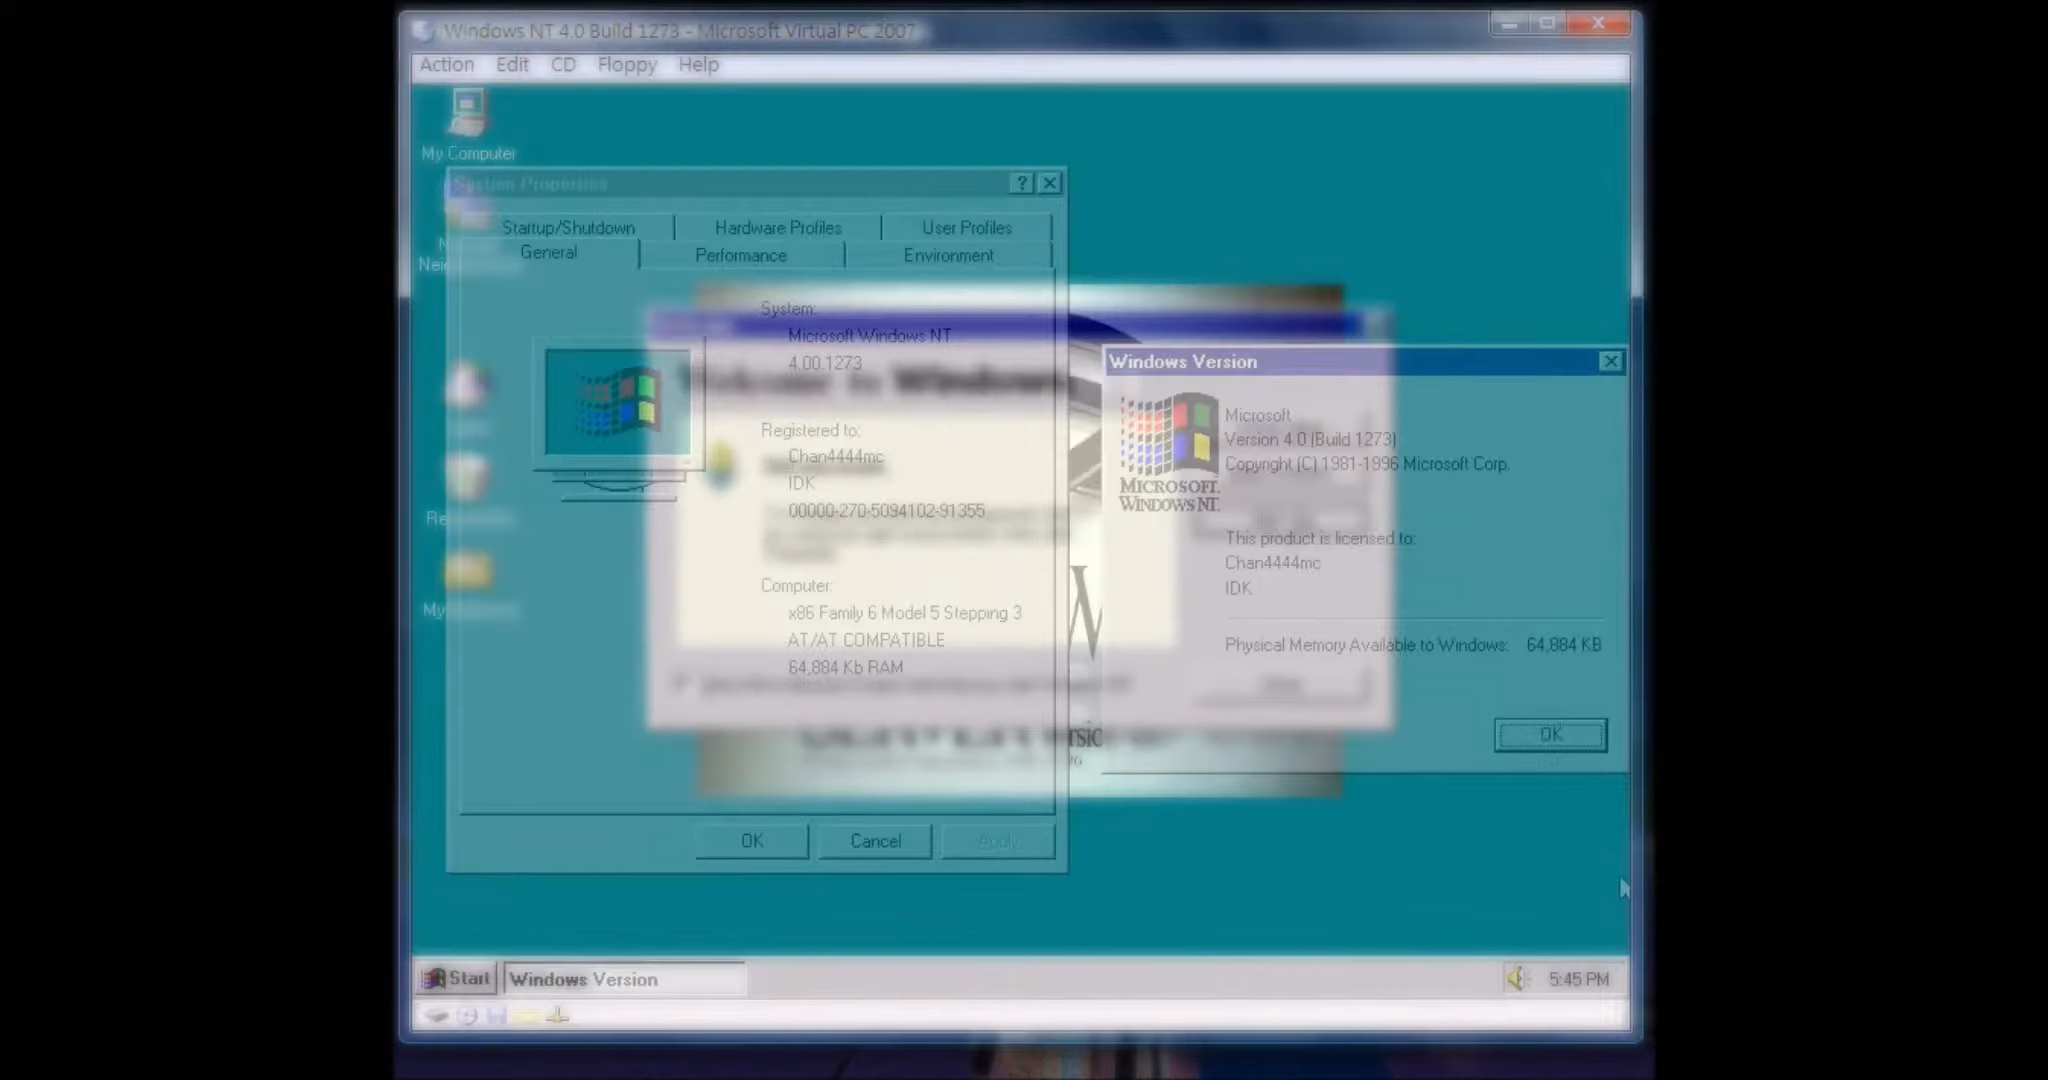 Windows NT 4.0 Build 1273 - Microsoft Virtual PC 2007
Action Edit CD Floppy Help
My Computer
System Properties
Startup/Shutdown Hardware Profiles User Profiles
General Performance Environment
System:
Microsoft Windows NT
4.00.1273
Registered to:
Chan4444mc
IDK
00000-270-5094102-91355
Computer:
x86 Family 6 Model 5 Stepping 3
AT/AT COMPATIBLE
64,884 Kb RAM
OK Cancel Apply
Welcome to Windows
Windows Version
MICROSOFT.
WINDOWS NT.
Microsoft
Version 4.0 (Build 1273)
Copyright (C) 1981-1996 Microsoft Corp.
This product is licensed to:
Chan4444mc
IDK
Physical Memory Available to Windows: 64,884 KB
OK
Start Windows Version 5:45 PM